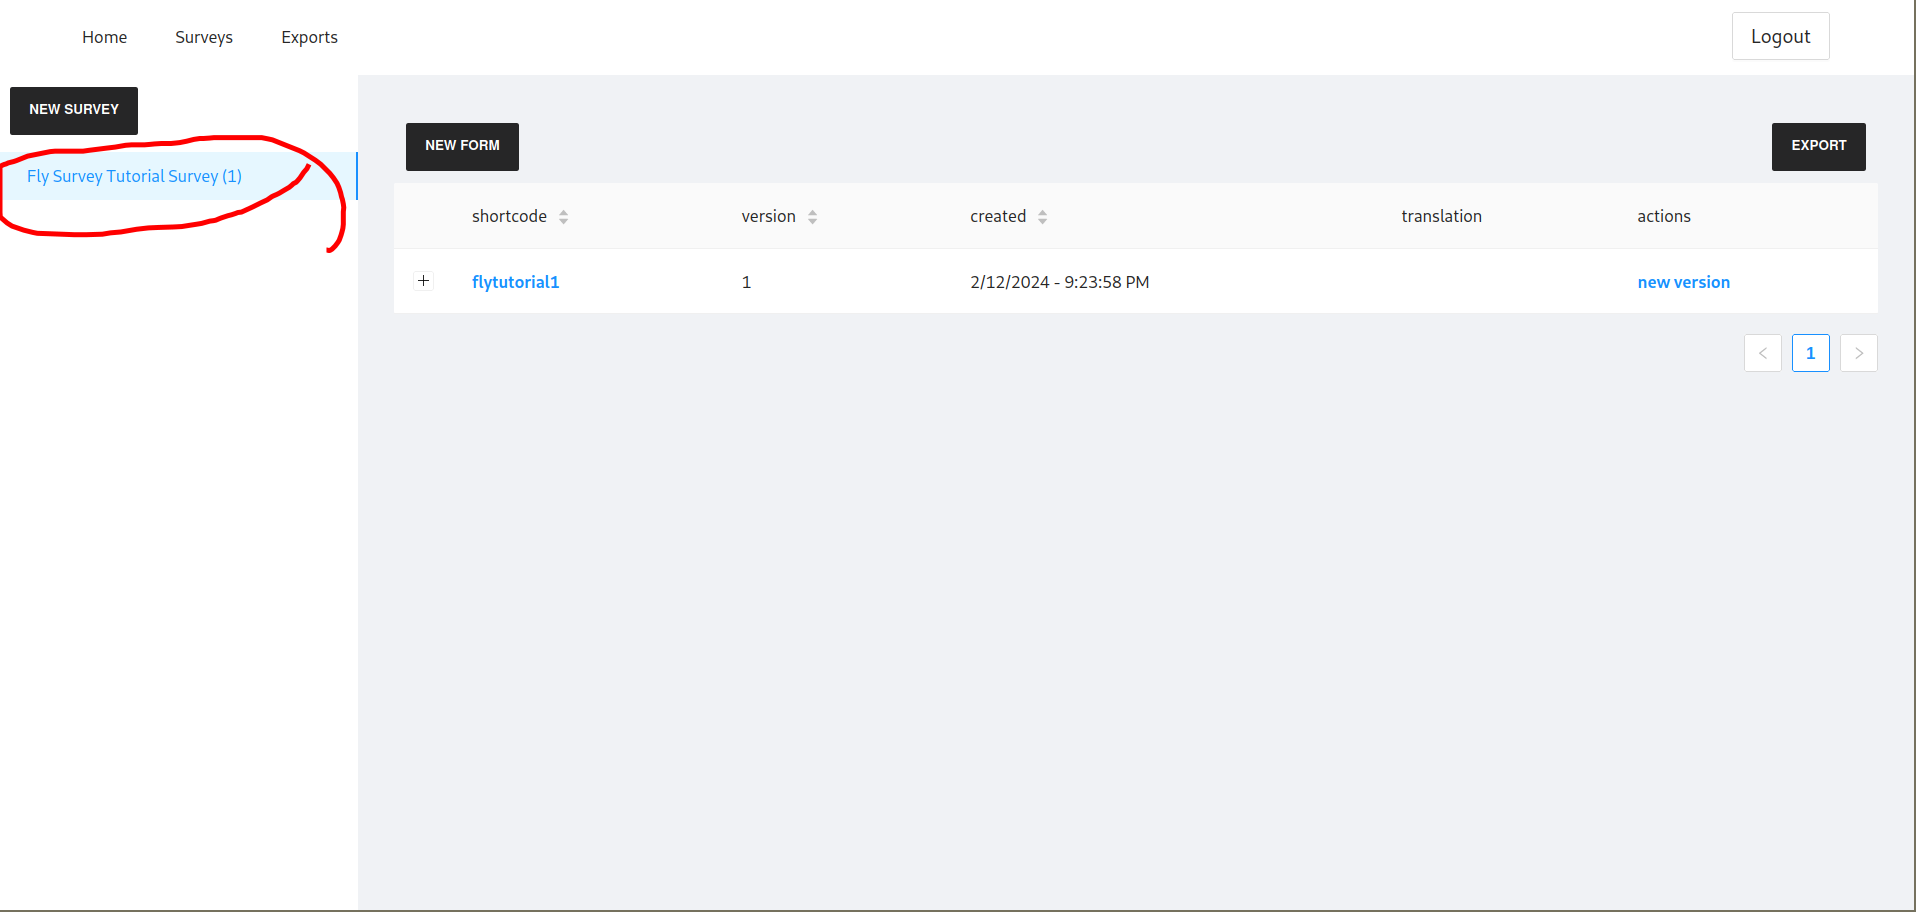 Home Surveys Exports Logout
NEW SURVEY
Fly Survey Tutorial Survey (1)
NEW FORM EXPORT
shortcode version created translation actions
flytutorial1 1 2/12/2024 - 9:23:58 PM new version
1